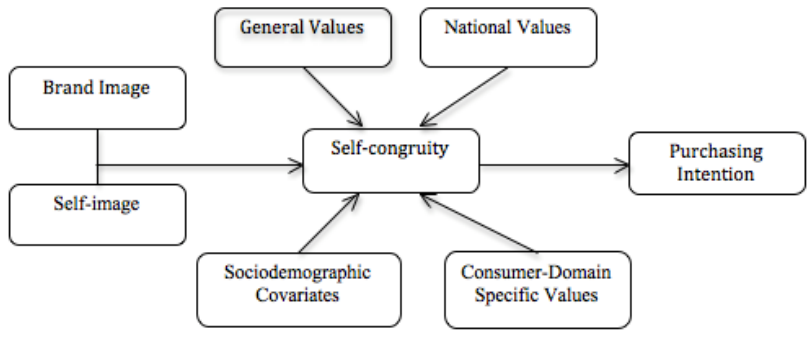 General Values
National Values
Brand Image
Self-congruity
Purchasing
Intention
Self-image
Sociodemographic
Covariates
Consumer-Domain
Specific Values